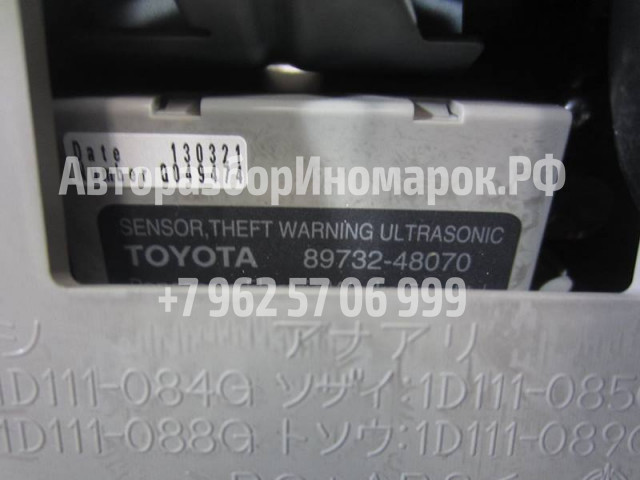 Date 130321
АвторазборИномарок.РФ
SENSOR,THEFT WARNING ULTRASONIC
TOYOTA 89732-48070
+7 962 57 06 999
アナアリ
1D111-084G ソザイ:1D111-085
1D111-088G トソウ:1D111-089